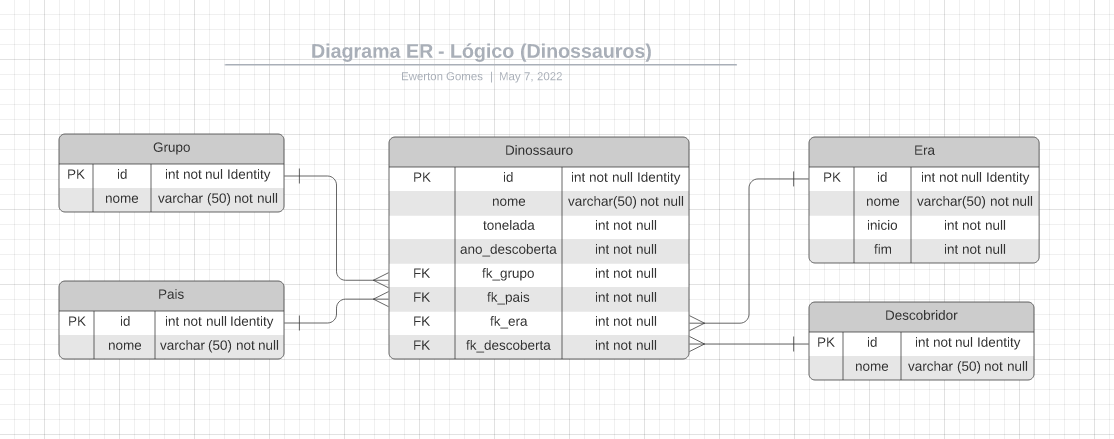 Diagrama ER - Lógico (Dinossauros)
Ewerton Gomes | May 7, 2022
Grupo
PK id int not nul Identity
nome varchar (50) not null
Pais
PK id int not null Identity
nome varchar (50) not null
Dinossauro
PK id int not null Identity
nome varchar(50) not null
tonelada int not null
ano_descoberta int not null
FK fk_grupo int not null
FK fk_pais int not null
FK fk_era int not null
FK fk_descoberta int not null
Era
PK id int not nul Identity
nome varchar(50) not null
inicio int not null
fim int not null
Descobridor
PK id int not nul Identity
nome varchar (50) not null